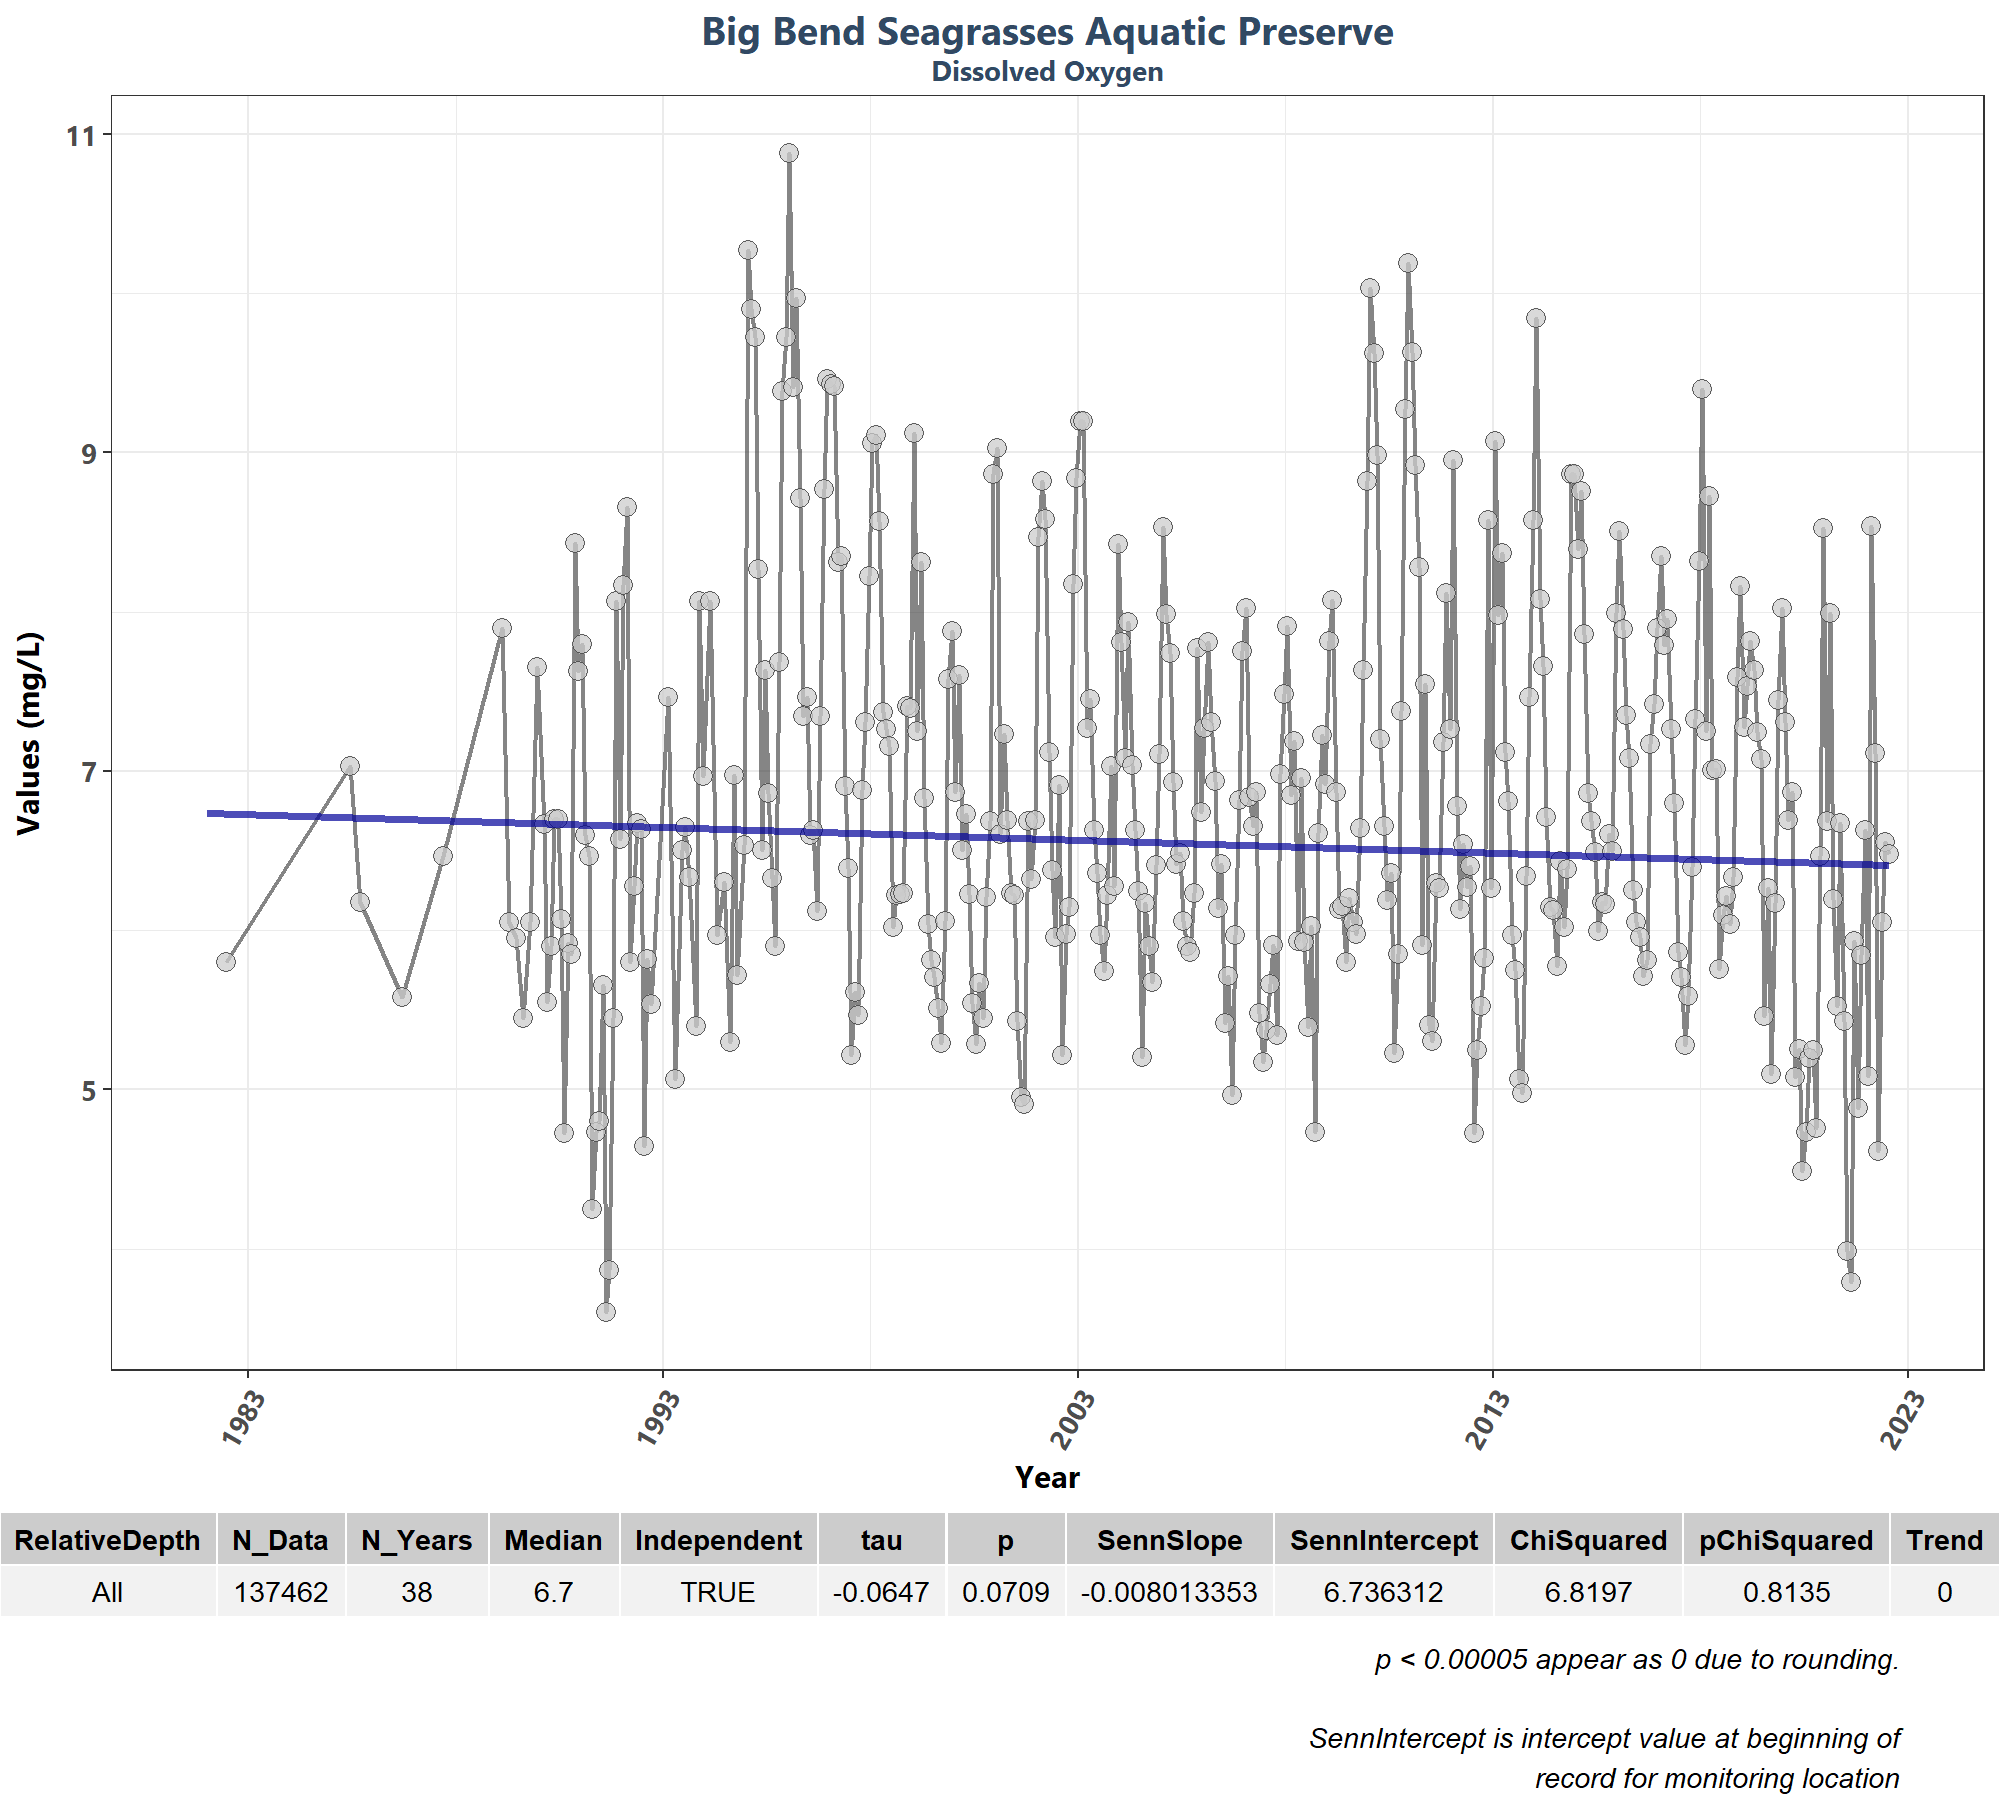 Big Bend Seagrasses Aquatic Preserve
Dissolved Oxygen
11
9
7
5
Values (mg/L)
1983 1993 2003 2013 2023
Year
RelativeDepth N_Data N_Years Median Independent tau p SennSlope SennIntercept ChiSquared pChiSquared Trend
All 137462 38 6.7 TRUE -0.0647 0.0709 -0.008013353 6.736312 6.8197 0.8135 0
p < 0.00005 appear as 0 due to rounding.
SennIntercept is intercept value at beginning of
record for monitoring location